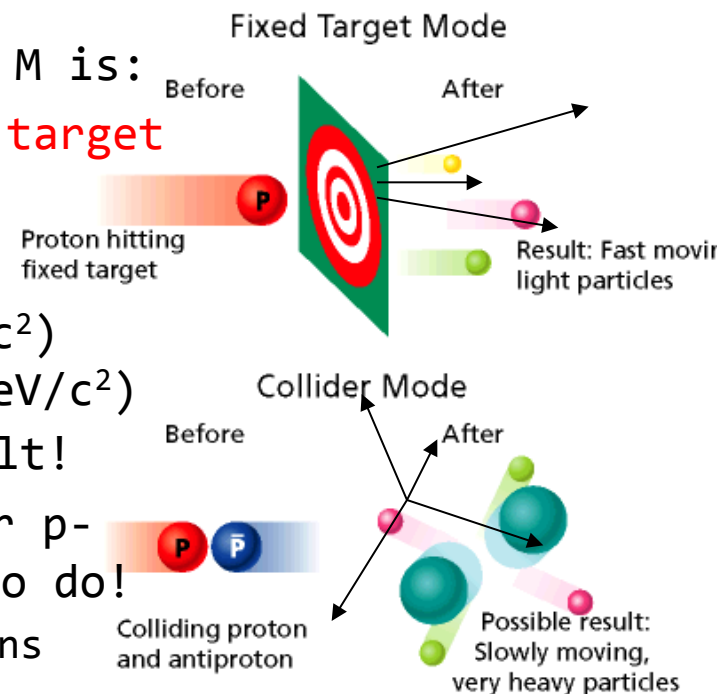 Fixed Target Mode
M is:
Before
After
target
P
Proton hitting
fixed target
Result: Fast movin
light particles
c²)
eV/c²)
Collider Mode
Before
After
lt!
r p-
P
P̅
o do!
Colliding proton
and antiproton
ns
Possible result:
Slowly moving,
very heavy particles